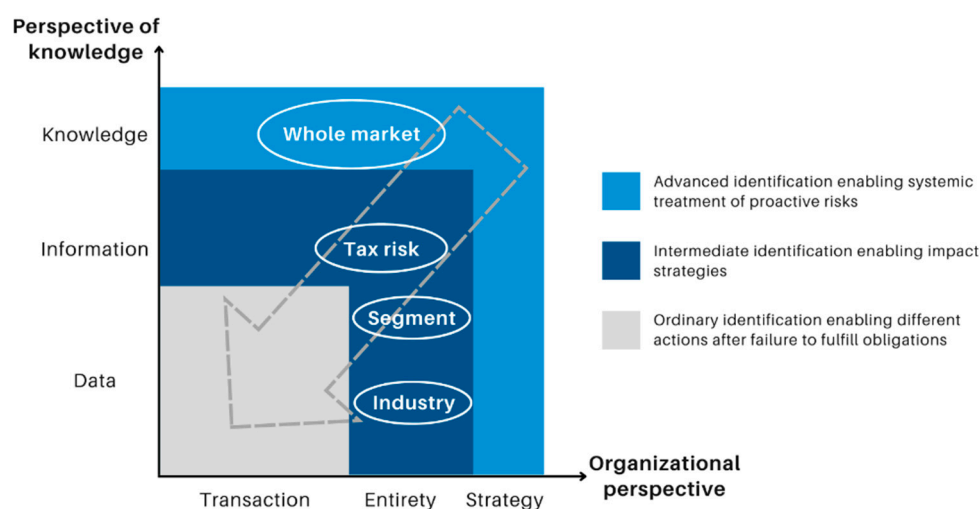 Perspective of
knowledge
Knowledge
Whole market
Information
Tax risk
Segment
Data
Industry
Transaction
Entirety
Strategy
Organizational
perspective
Advanced identification enabling systemic
treatment of proactive risks
Intermediate identification enabling impact
strategies
Ordinary identification enabling different
actions after failure to fulfill obligations